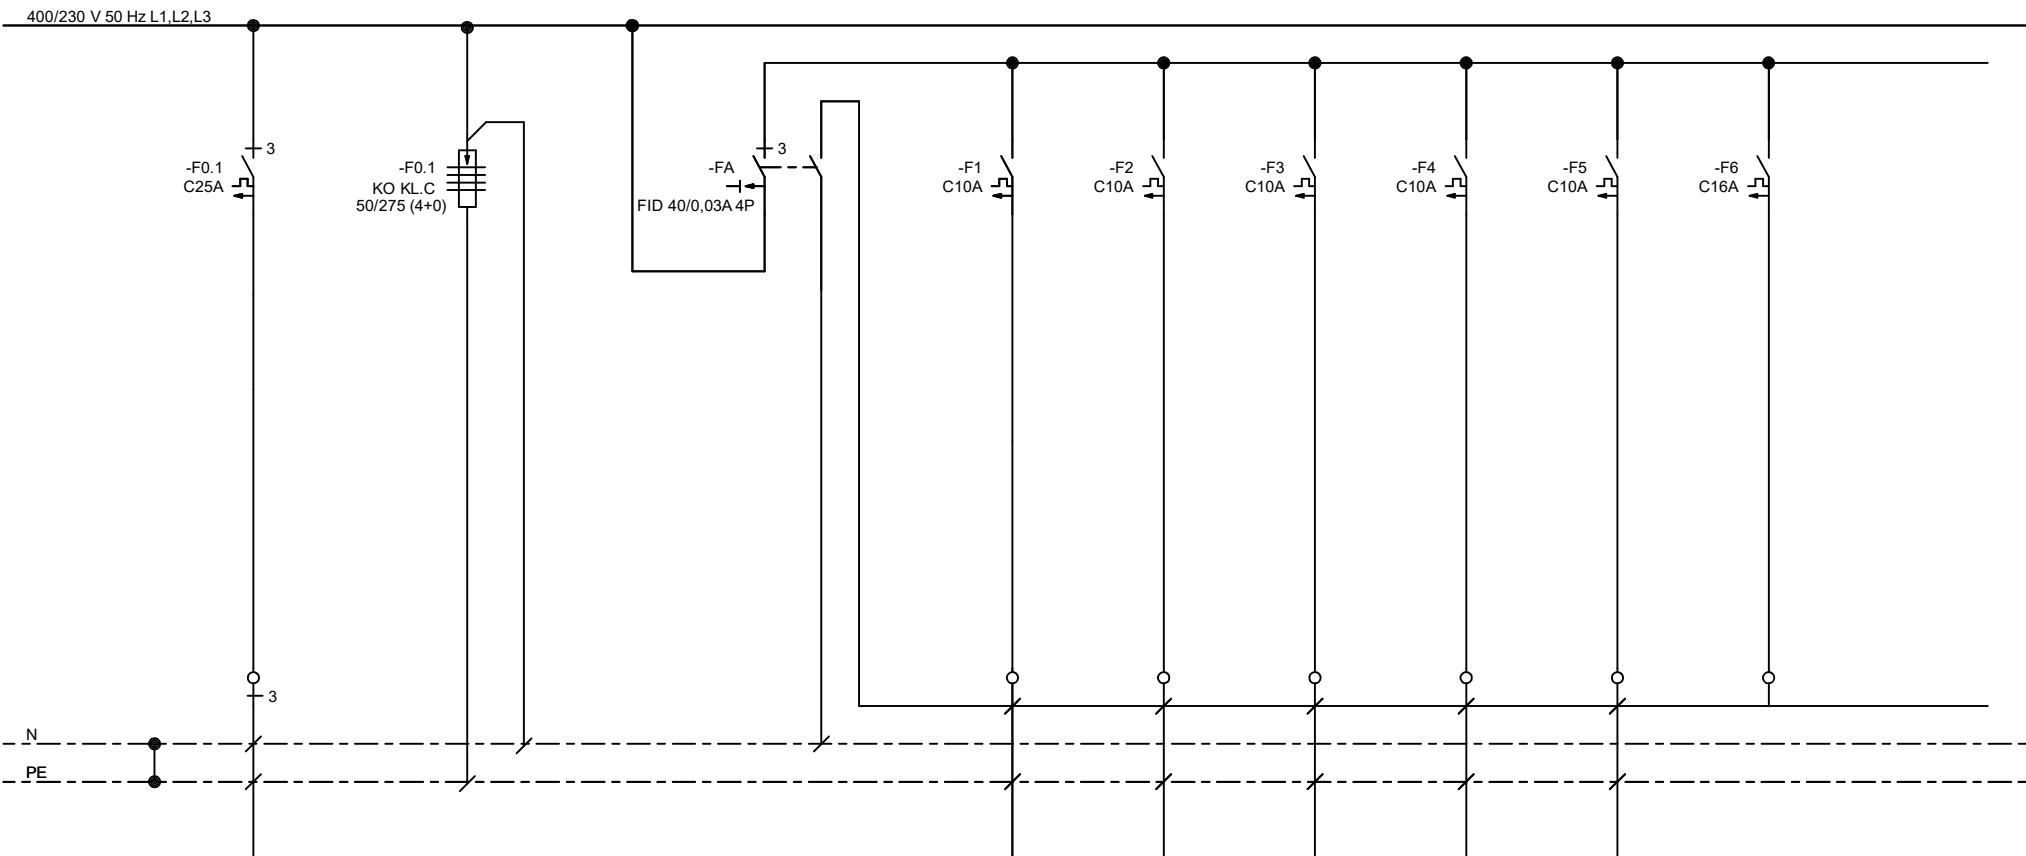 400/230 V 50 Hz L1,L2,L3
3
-F0.1
C25A
-F0.1
KO KL.C
50/275 (4+0)
3
-FA
FID 40/0,03A 4P
-F1
C10A
-F2
C10A
-F3
C10A
-F4
C10A
-F5
C10A
-F6
C16A
3
N
PE